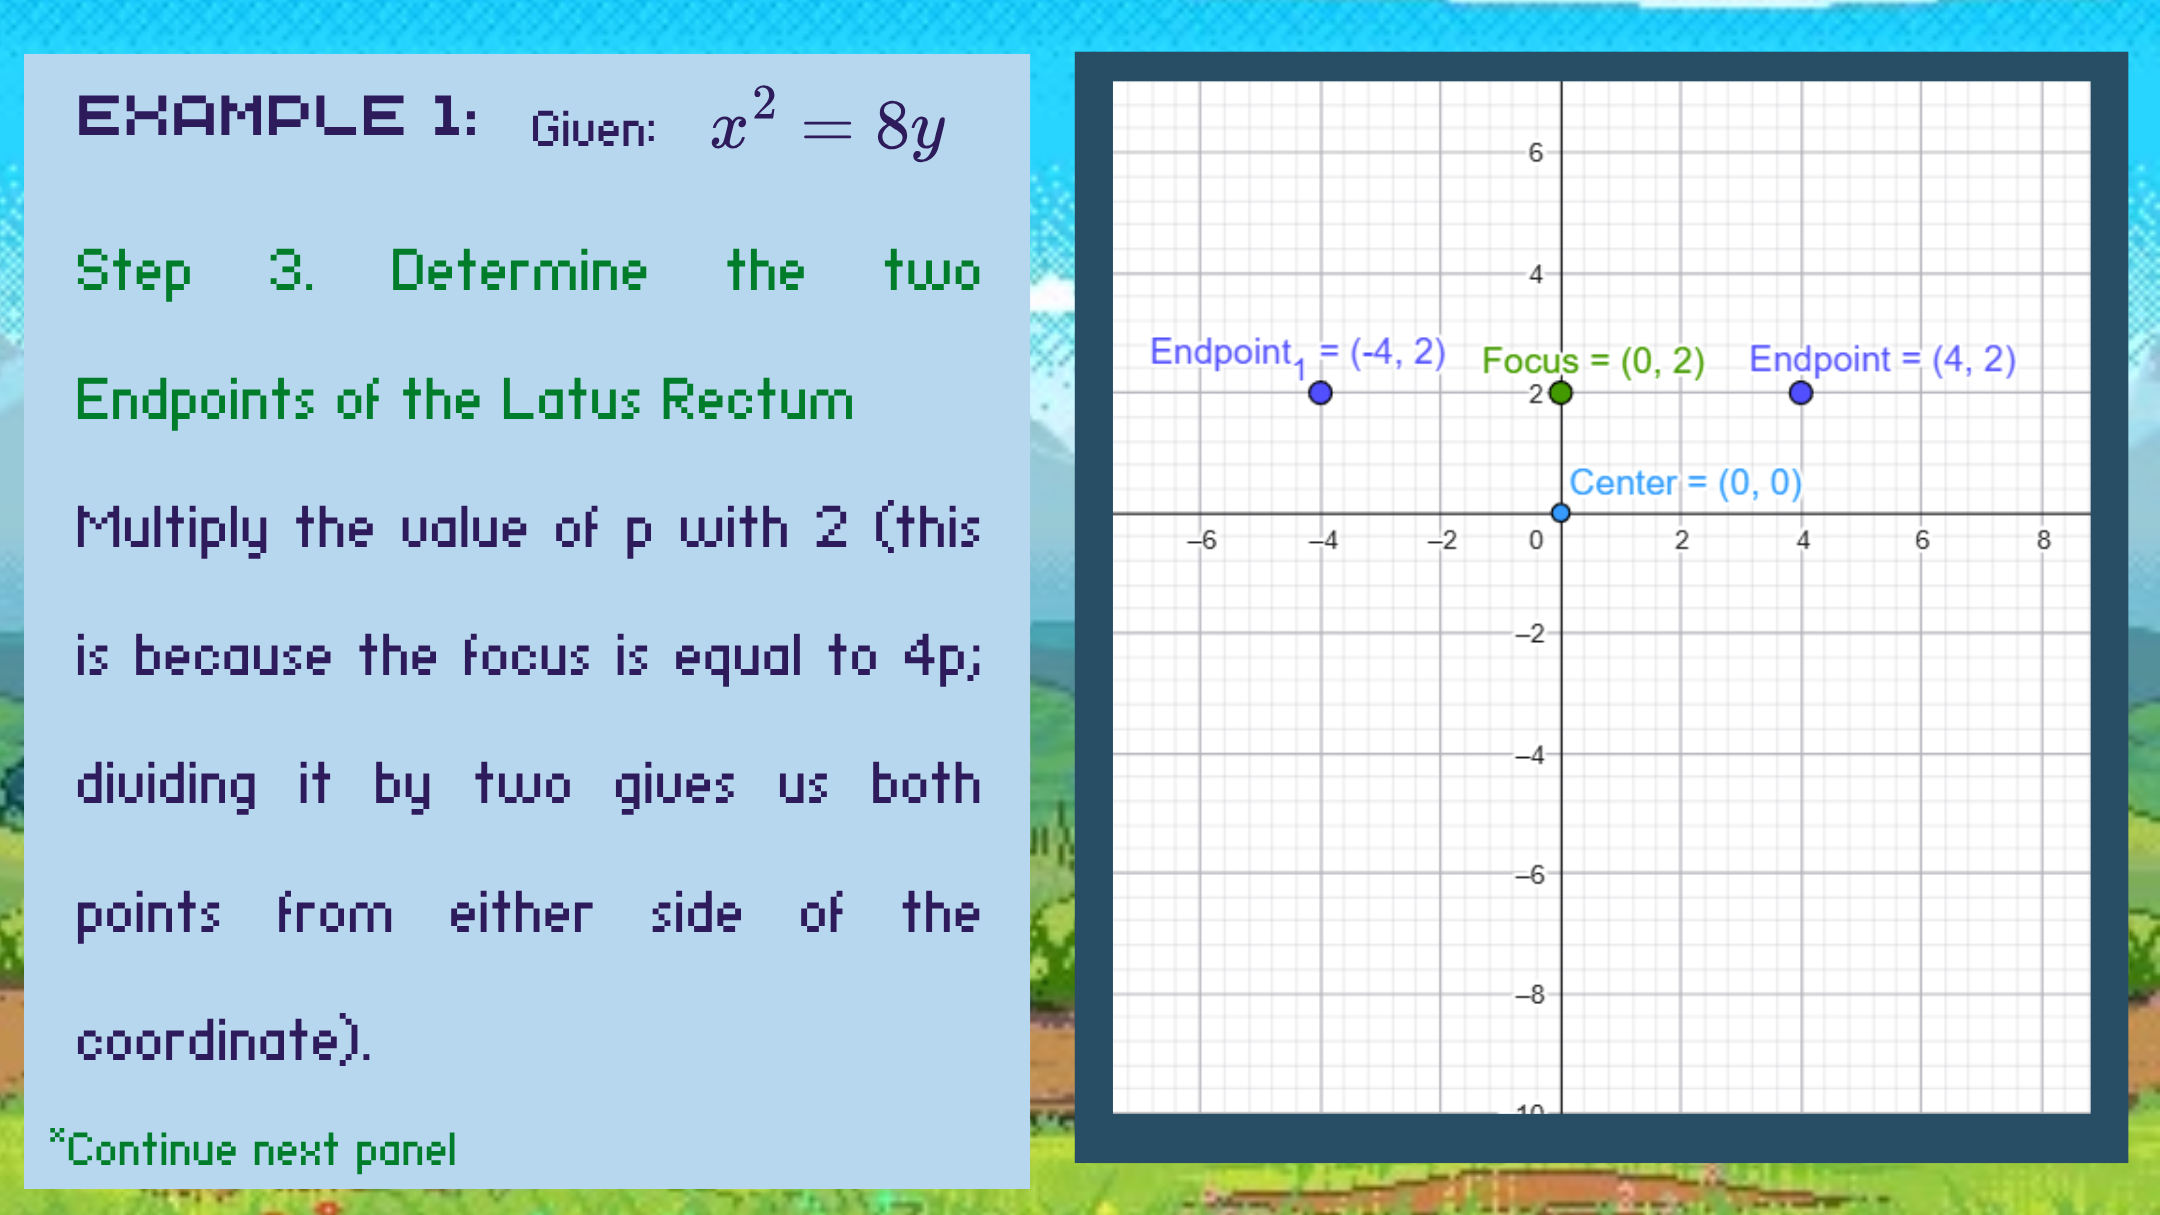 EXAMPLE 1: Given: x² = 8y
Step 3. Determine the two
Endpoints of the Latus Rectum
Multiply the value of p with 2 (this
is because the focus is equal to 4p;
dividing it by two gives us both
points from either side of the
coordinate).
*Continue next panel
6
4
Endpoint₁ = (-4, 2) Focus = (0, 2) Endpoint = (4, 2)
2
Center = (0, 0)
–6 –4 –2 0 2 4 6 8
–2
–4
–6
–8